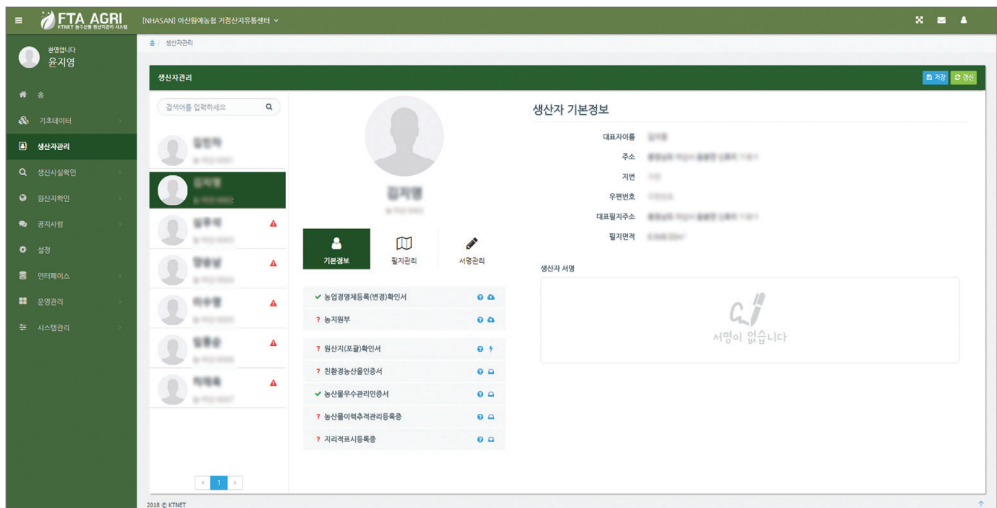 FTA AGRI
KTNET 농수산물 원산지관리 시스템
[NHASAN] 아산원예농협 거점산지유통센터
환영합니다
윤지영
홈
기초데이터
생산자관리
생산사실확인
원산지확인
공지사항
설정
인터페이스
운영관리
시스템관리
홈 / 생산자관리
생산자관리
저장
갱신
검색어를 입력하세요
1
기본정보
필지관리
서명관리
농업경영체등록(변경)확인서
농지원부
원산지(포괄)확인서
친환경농산물인증서
농산물우수관리인증서
농산물이력추적관리등록증
지리적표시등록증
생산자 기본정보
대표자이름
주소
지번
우편번호
대표필지주소
필지면적
생산자 서명
서명이 없습니다
2018 © KTNET